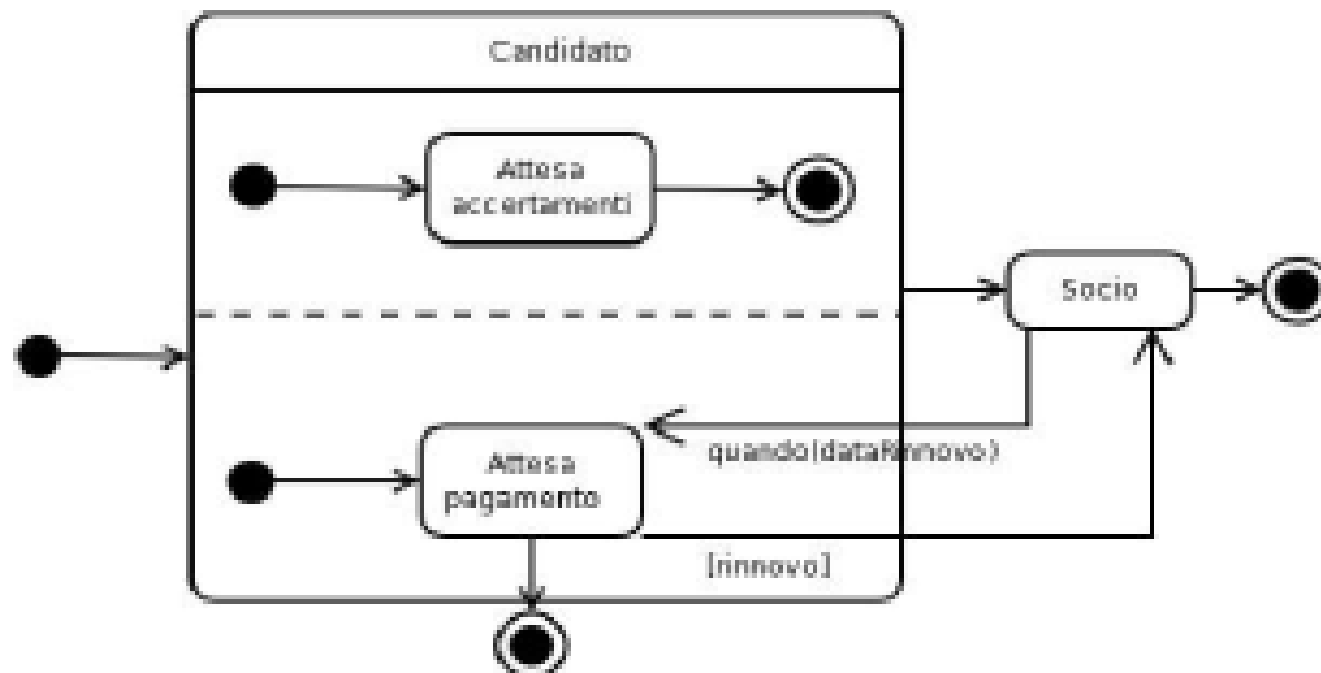 Candidato
Attesa
accertamenti
Socio
quando(dataRinnovo)
Attesa
pagamento
[rinnovo]